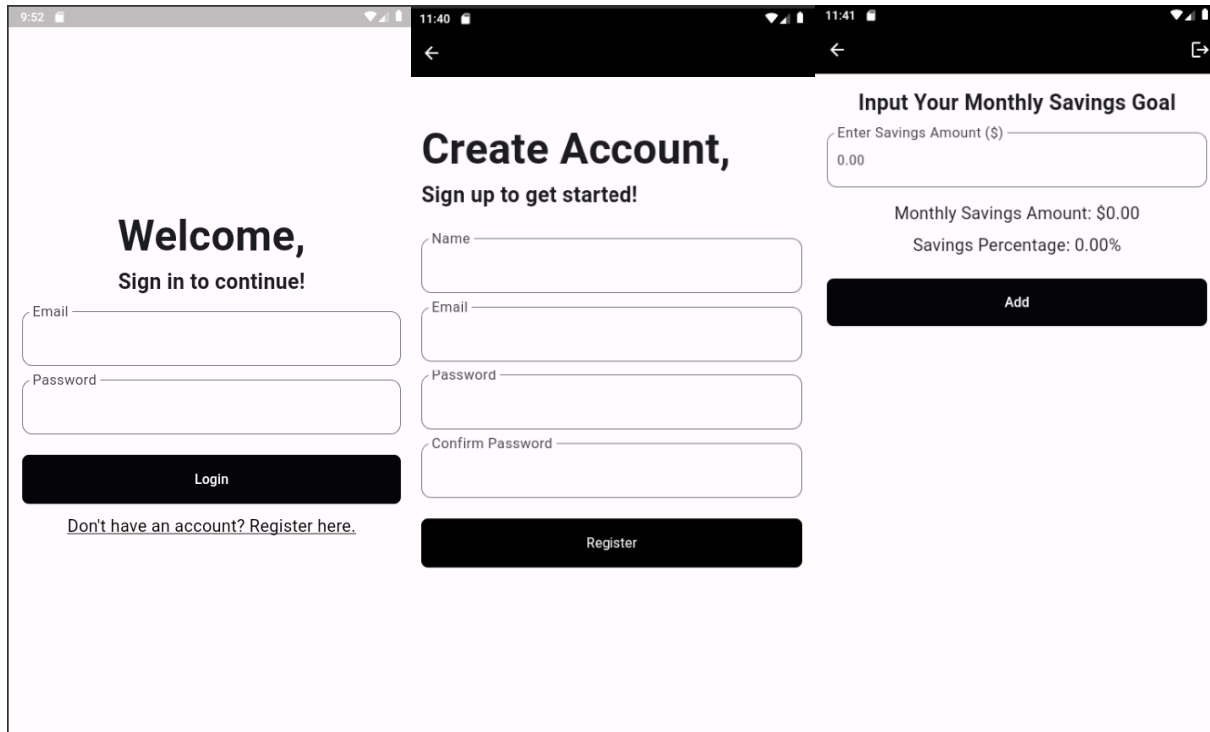 9:52
Welcome,
Sign in to continue!
Email
Password
Login
Don't have an account? Register here.
11:40
Create Account,
Sign up to get started!
Name
Email
Password
Confirm Password
Register
11:41
Input Your Monthly Savings Goal
Enter Savings Amount ($)
0.00
Monthly Savings Amount: $0.00
Savings Percentage: 0.00%
Add